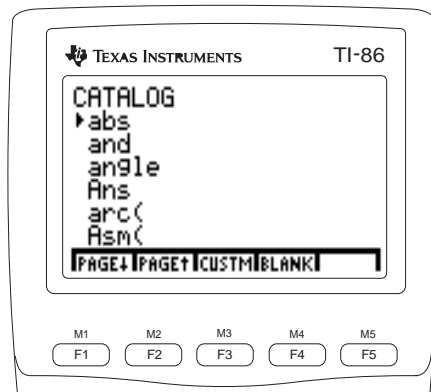 TEXAS INSTRUMENTS TI-86
CATALOG
abs
and
angle
Ans
arc(
Asm(
PAGE↓ PAGE↑ CUSTM BLANK
M1 M2 M3 M4 M5
F1 F2 F3 F4 F5